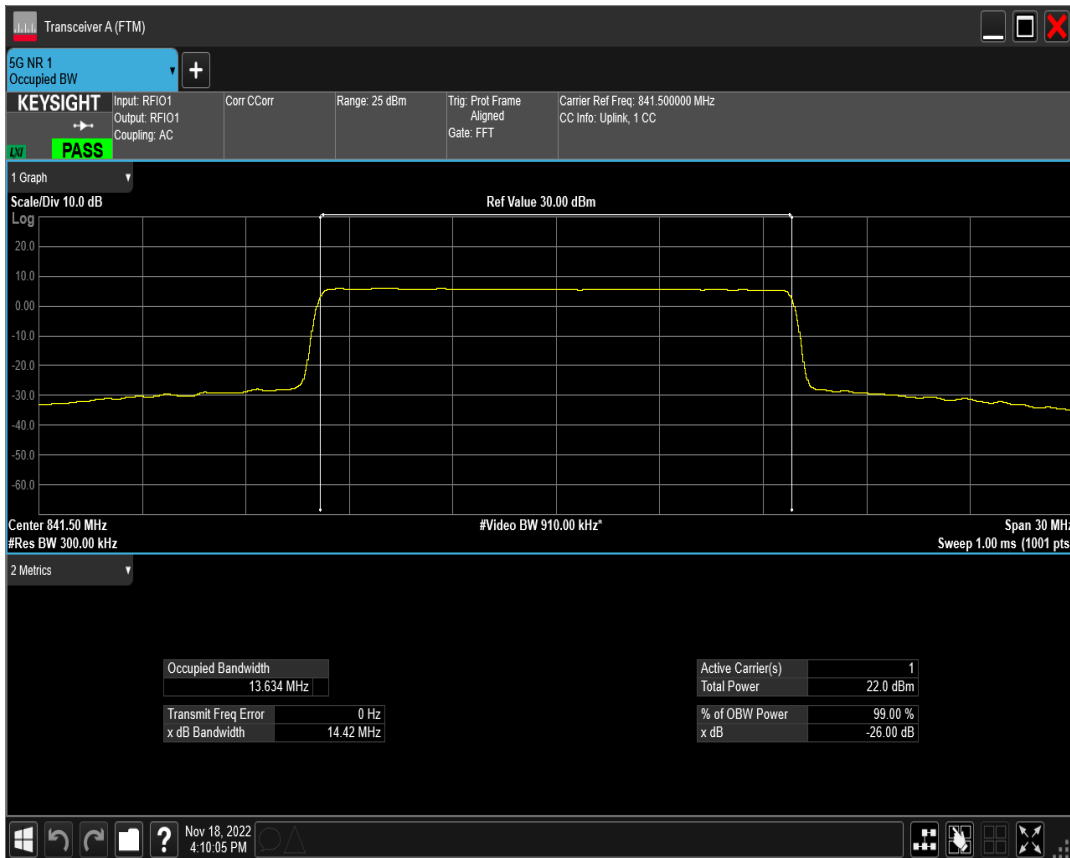 Transceiver A (FTM)
5G NR 1
Occupied BW
+
KEYSIGHT
LXI
PASS
Input: RFIO1
Output: RFIO1
Coupling: AC
Corr CCorr
Range: 25 dBm
Trig: Prot Frame
Aligned
Gate: FFT
Carrier Ref Freq: 841.500000 MHz
CC Info: Uplink, 1 CC
1 Graph
Scale/Div 10.0 dB
Ref Value 30.00 dBm
Log
20.0
10.0
0.00
-10.0
-20.0
-30.0
-40.0
-50.0
-60.0
Center 841.50 MHz
#Video BW 910.00 kHz*
Span 30 MHz
#Res BW 300.00 kHz
Sweep 1.00 ms (1001 pts
2 Metrics
Occupied Bandwidth
13.634 MHz
Transmit Freq Error 0 Hz
x dB Bandwidth 14.42 MHz
Active Carrier(s) 1
Total Power 22.0 dBm
% of OBW Power 99.00 %
x dB -26.00 dB
?
Nov 18, 2022
4:10:05 PM